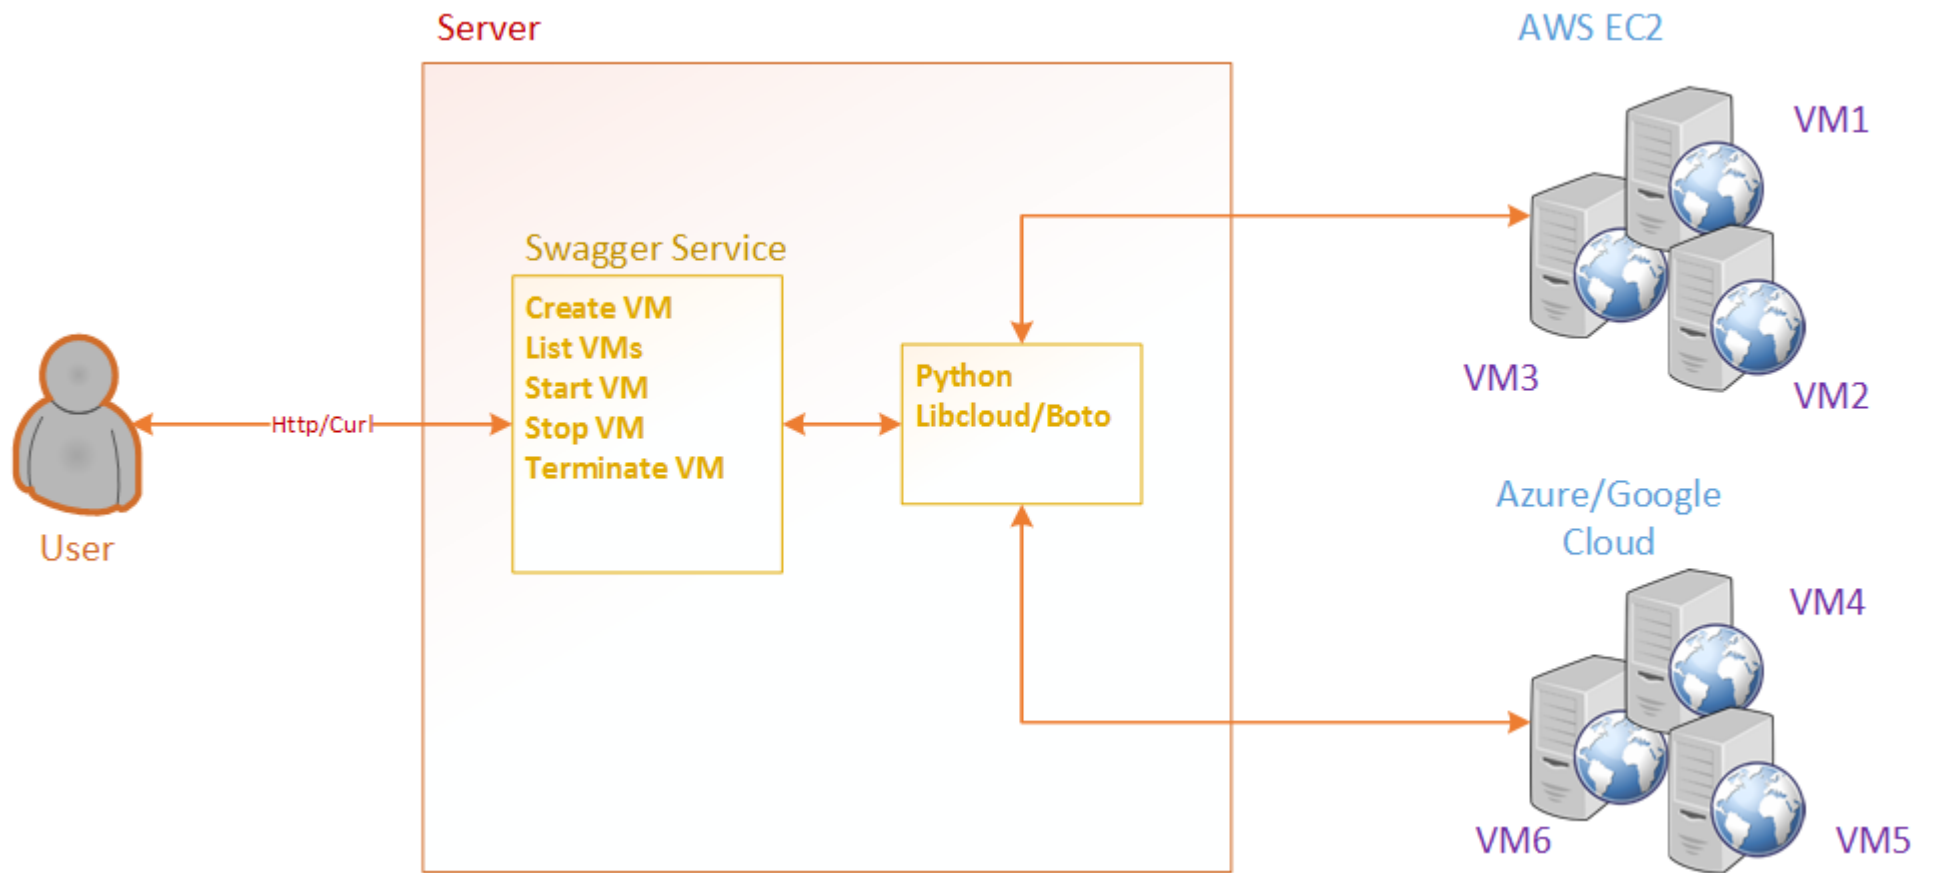 Server
AWS EC2
VM1
VM3
VM2
Swagger Service
Create VM
List VMs
Start VM
Stop VM
Terminate VM
Python
Libcloud/Boto
Http/Curl
User
Azure/Google
Cloud
VM4
VM6
VM5